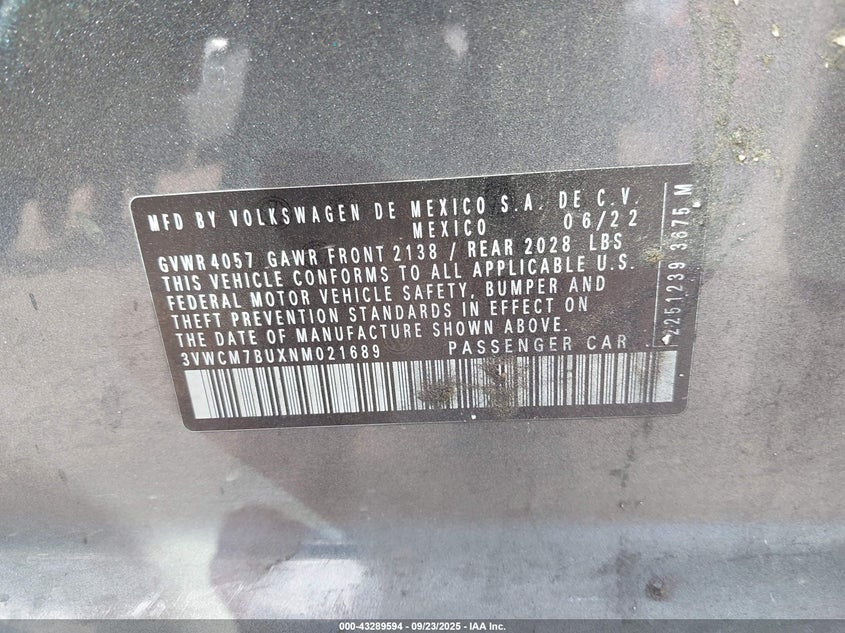 MFD BY VOLKSWAGEN DE MEXICO S.A. DE C.V.
MEXICO 06/22
GVWR4057 GAWR FRONT 2138 / REAR 2028 LBS
THIS VEHICLE CONFORMS TO ALL APPLICABLE U.S.
FEDERAL MOTOR VEHICLE SAFETY, BUMPER AND
THEFT PREVENTION STANDARDS IN EFFECT ON
THE DATE OF MANUFACTURE SHOWN ABOVE.
3VWCM7BUXNM021689 PASSENGER CAR
2251239 3675 M
000-43289594 - 09/23/2025 - IAA Inc.